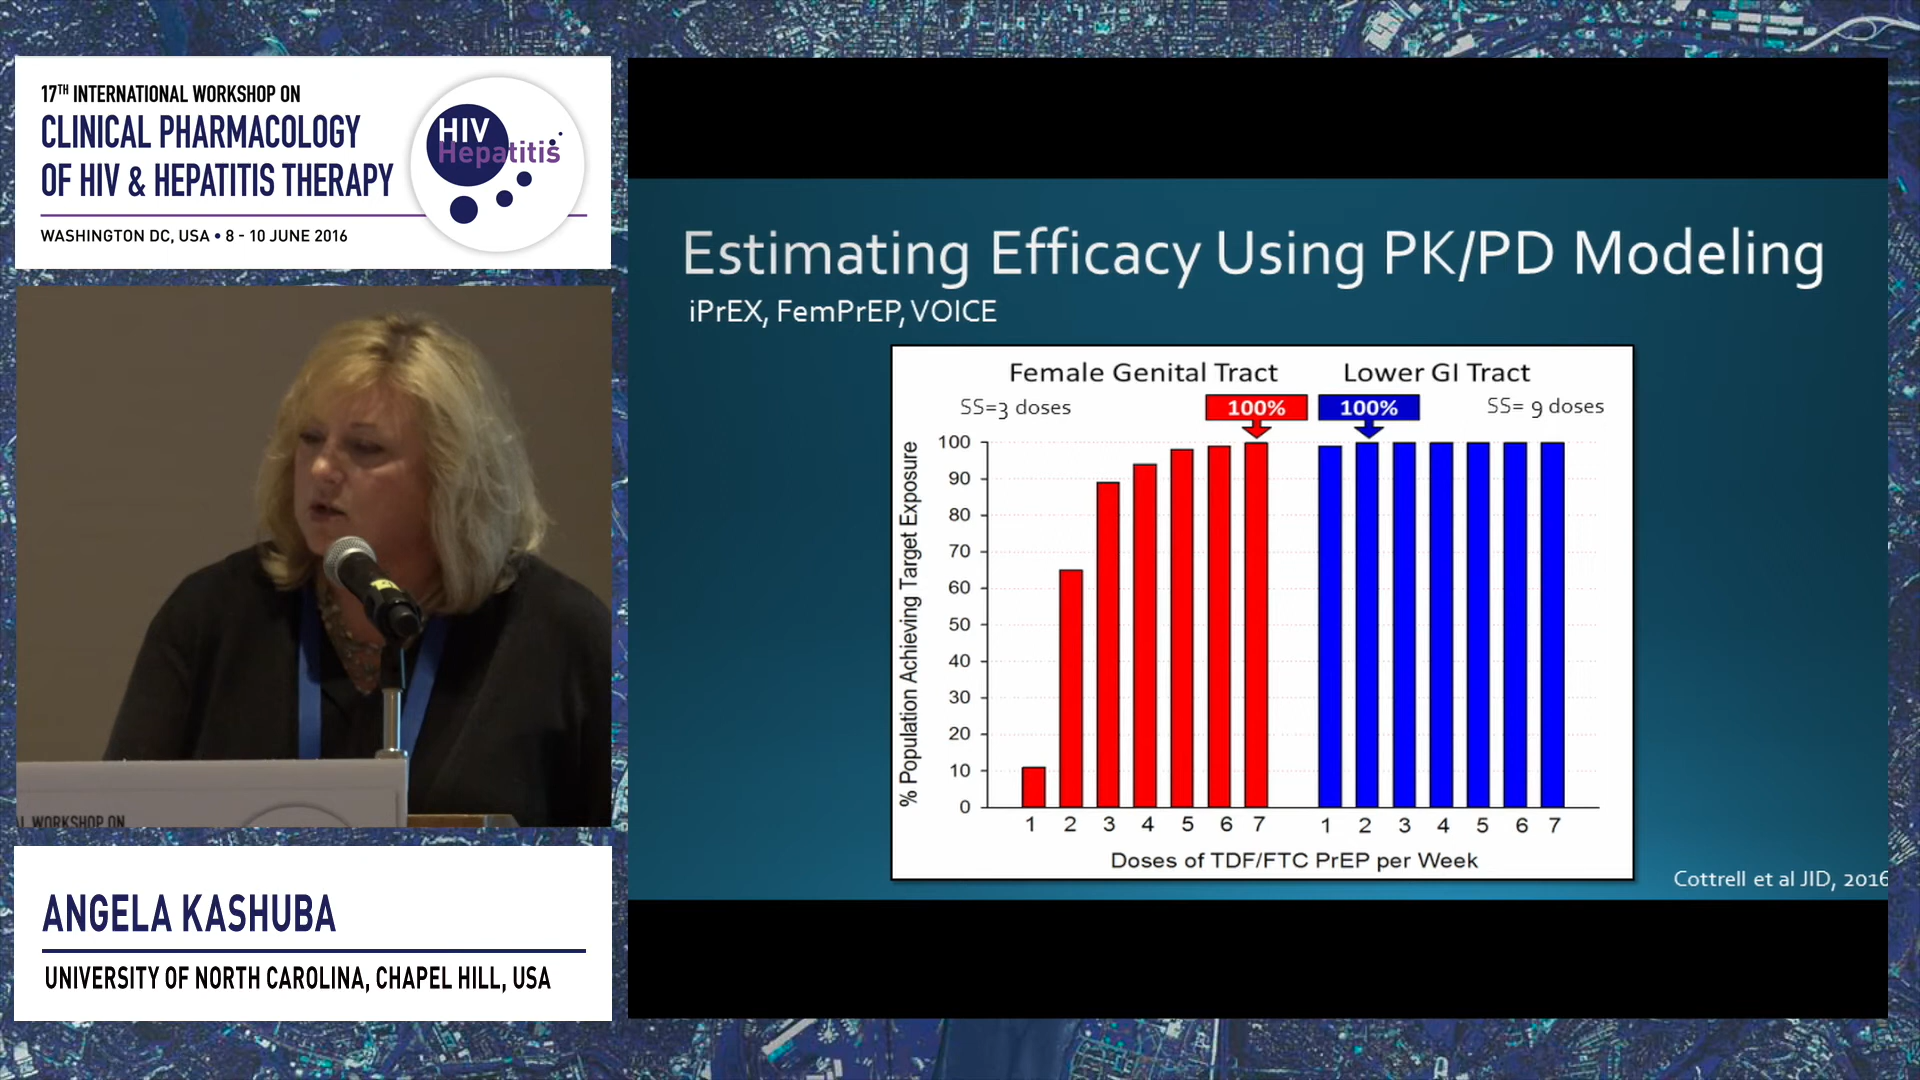 17TH INTERNATIONAL WORKSHOP ON
CLINICAL PHARMACOLOGY
OF HIV & HEPATITIS THERAPY
WASHINGTON DC, USA • 8 - 10 JUNE 2016
HIV
Hepatitis
L WORKSHOP ON
ANGELA KASHUBA
UNIVERSITY OF NORTH CAROLINA, CHAPEL HILL, USA
Estimating Efficacy Using PK/PD Modeling
iPrEX, FemPrEP, VOICE
Female Genital Tract
Lower GI Tract
SS=3 doses
100%
100%
SS= 9 doses
% Population Achieving Target Exposure
100
90
80
70
60
50
40
30
20
10
0
1 2 3 4 5 6 7
1 2 3 4 5 6 7
Doses of TDF/FTC PrEP per Week
Cottrell et al JID, 2016